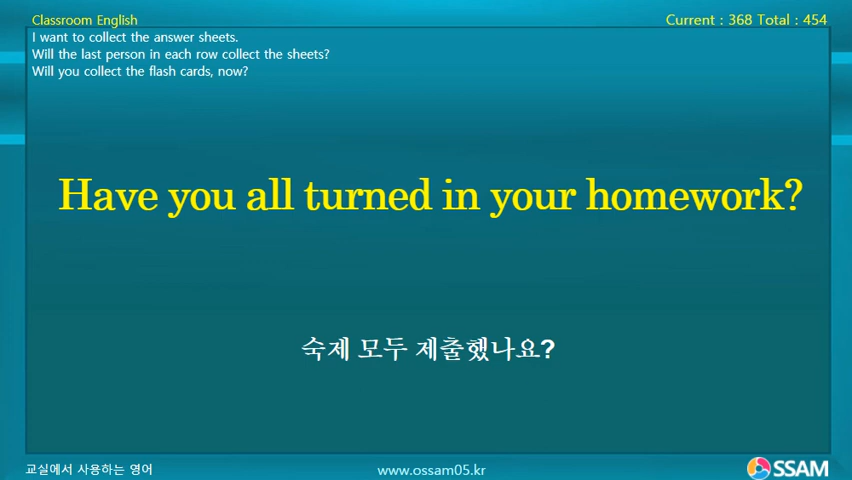 Classroom English
Current : 368 Total : 454
I want to collect the answer sheets.
Will the last person in each row collect the sheets?
Will you collect the flash cards, now?
Have you all turned in your homework?
숙제 모두 제출했나요?
교실에서 사용하는 영어
www.ossam05.kr
OSSAM